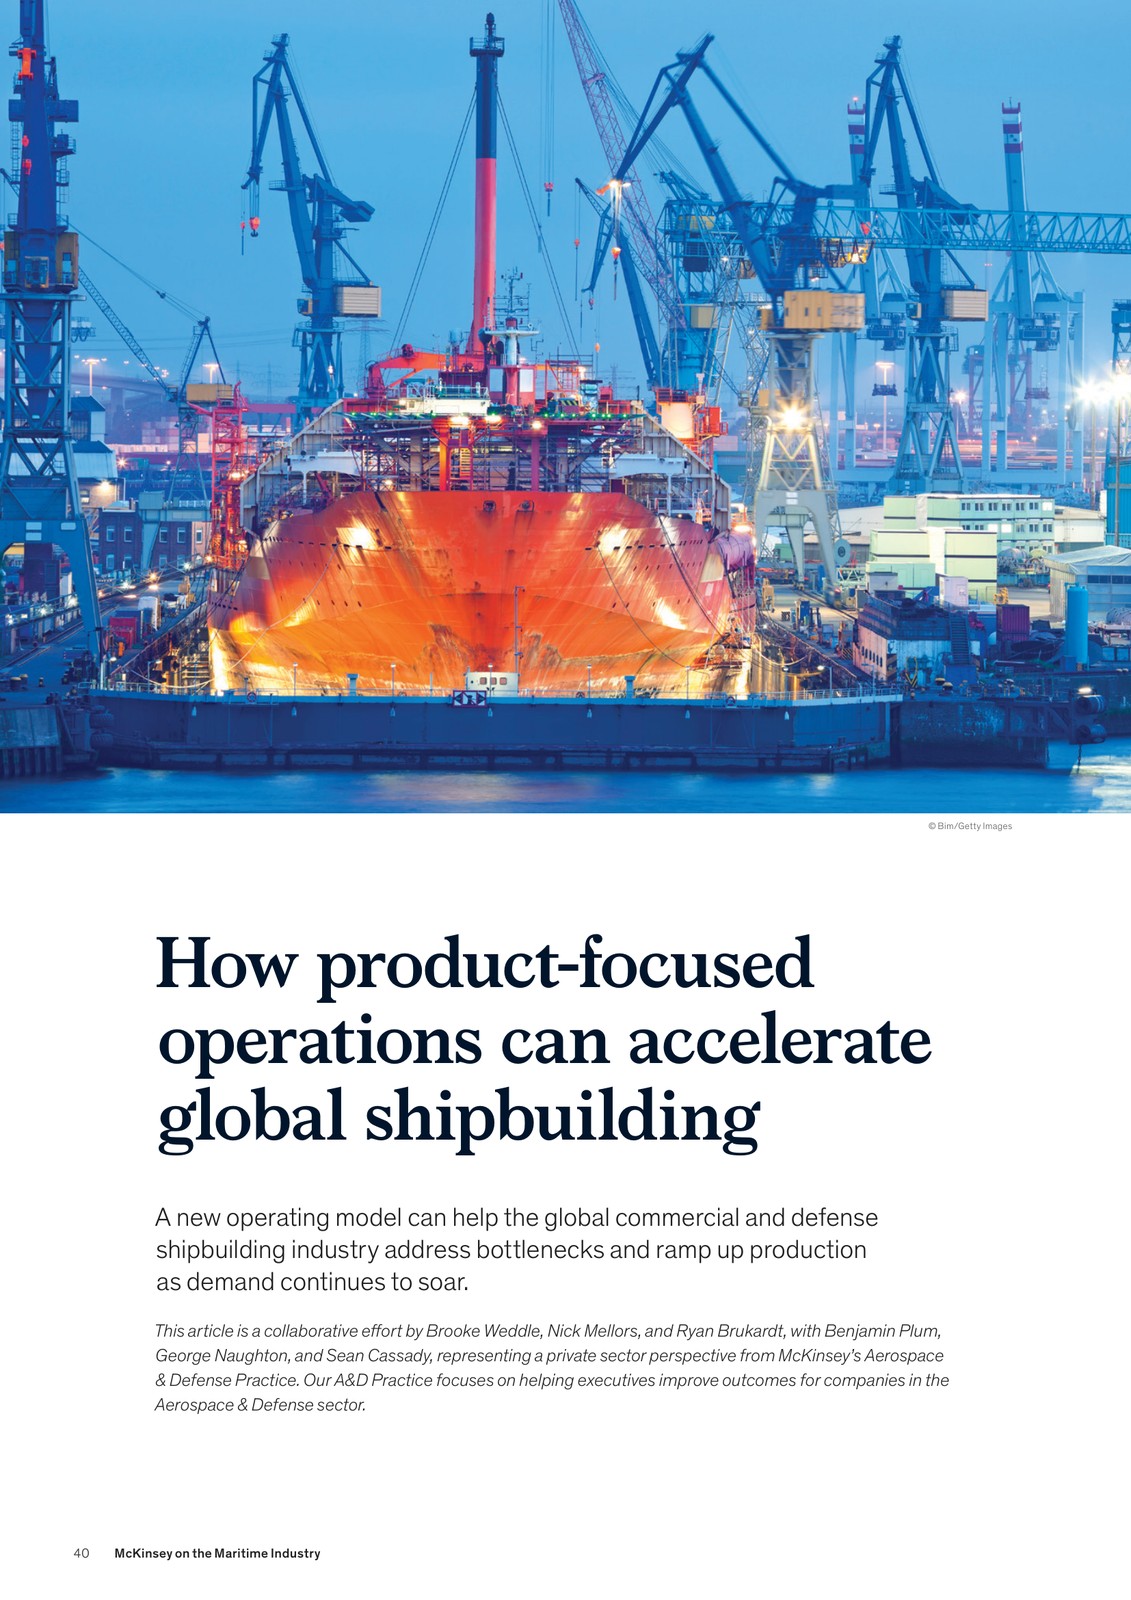 © Bim/Getty Images
How product-focused
operations can accelerate
global shipbuilding
A new operating model can help the global commercial and defense
shipbuilding industry address bottlenecks and ramp up production
as demand continues to soar.
This article is a collaborative effort by Brooke Weddle, Nick Mellors, and Ryan Brukardt, with Benjamin Plum,
George Naughton, and Sean Cassady, representing a private sector perspective from McKinsey’s Aerospace
& Defense Practice. Our A&D Practice focuses on helping executives improve outcomes for companies in the
Aerospace & Defense sector.
40 McKinsey on the Maritime Industry